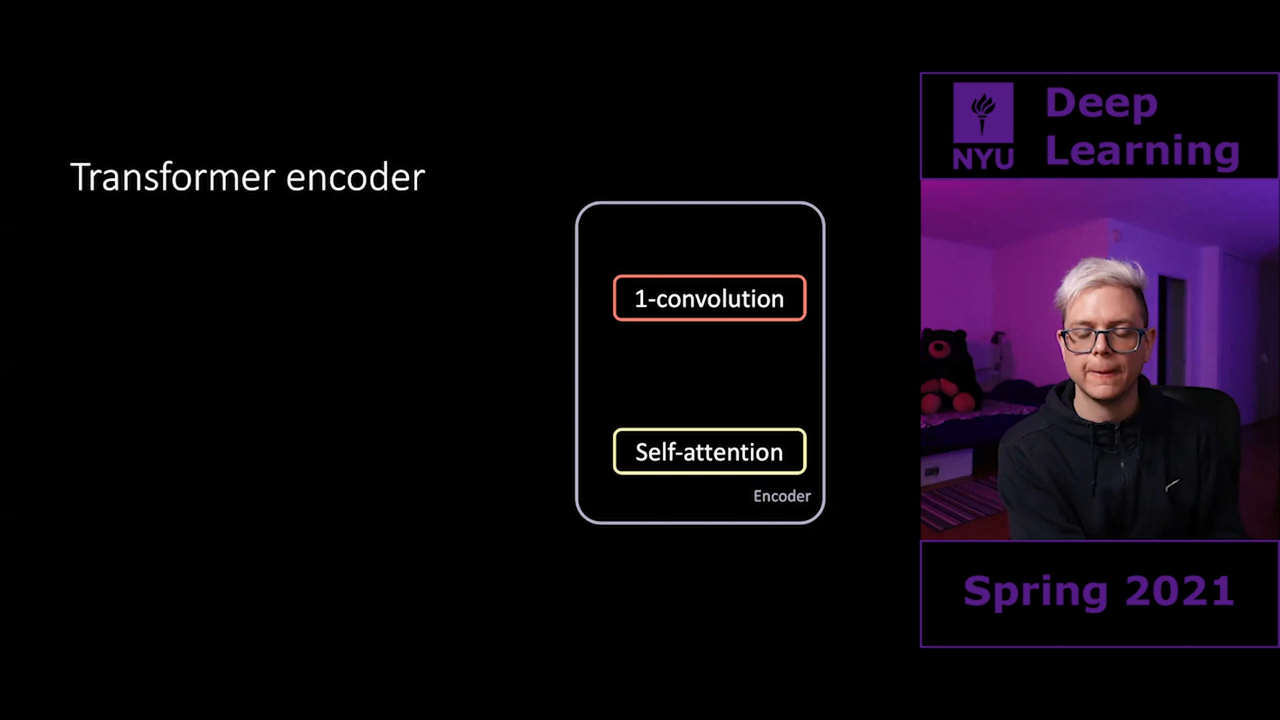 Transformer encoder
1-convolution
Self-attention
Encoder
NYU
Deep
Learning
Spring 2021